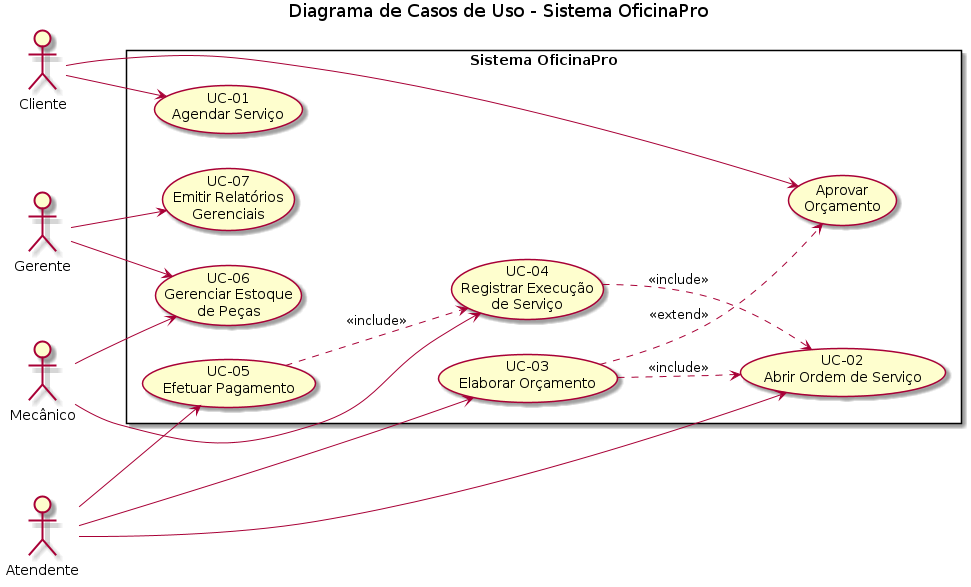 Diagrama de Casos de Uso - Sistema OficinaPro
Sistema OficinaPro
Cliente
UC-01
Agendar Serviço
UC-07
Emitir Relatórios
Gerenciais
Aprovar
Orçamento
Gerente
UC-06
Gerenciar Estoque
de Peças
UC-04
Registrar Execução
de Serviço
«include»
«extend»
«include»
«include»
Mecânico
UC-05
Efetuar Pagamento
UC-03
Elaborar Orçamento
UC-02
Abrir Ordem de Serviço
Atendente